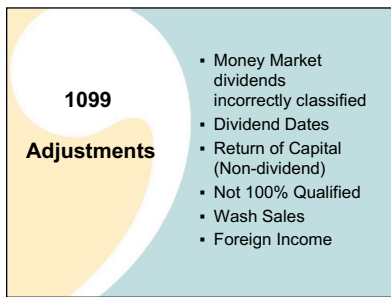 1099
Adjustments
▪ Money Market
dividends
incorrectly classified
▪ Dividend Dates
▪ Return of Capital
(Non-dividend)
▪ Not 100% Qualified
▪ Wash Sales
▪ Foreign Income